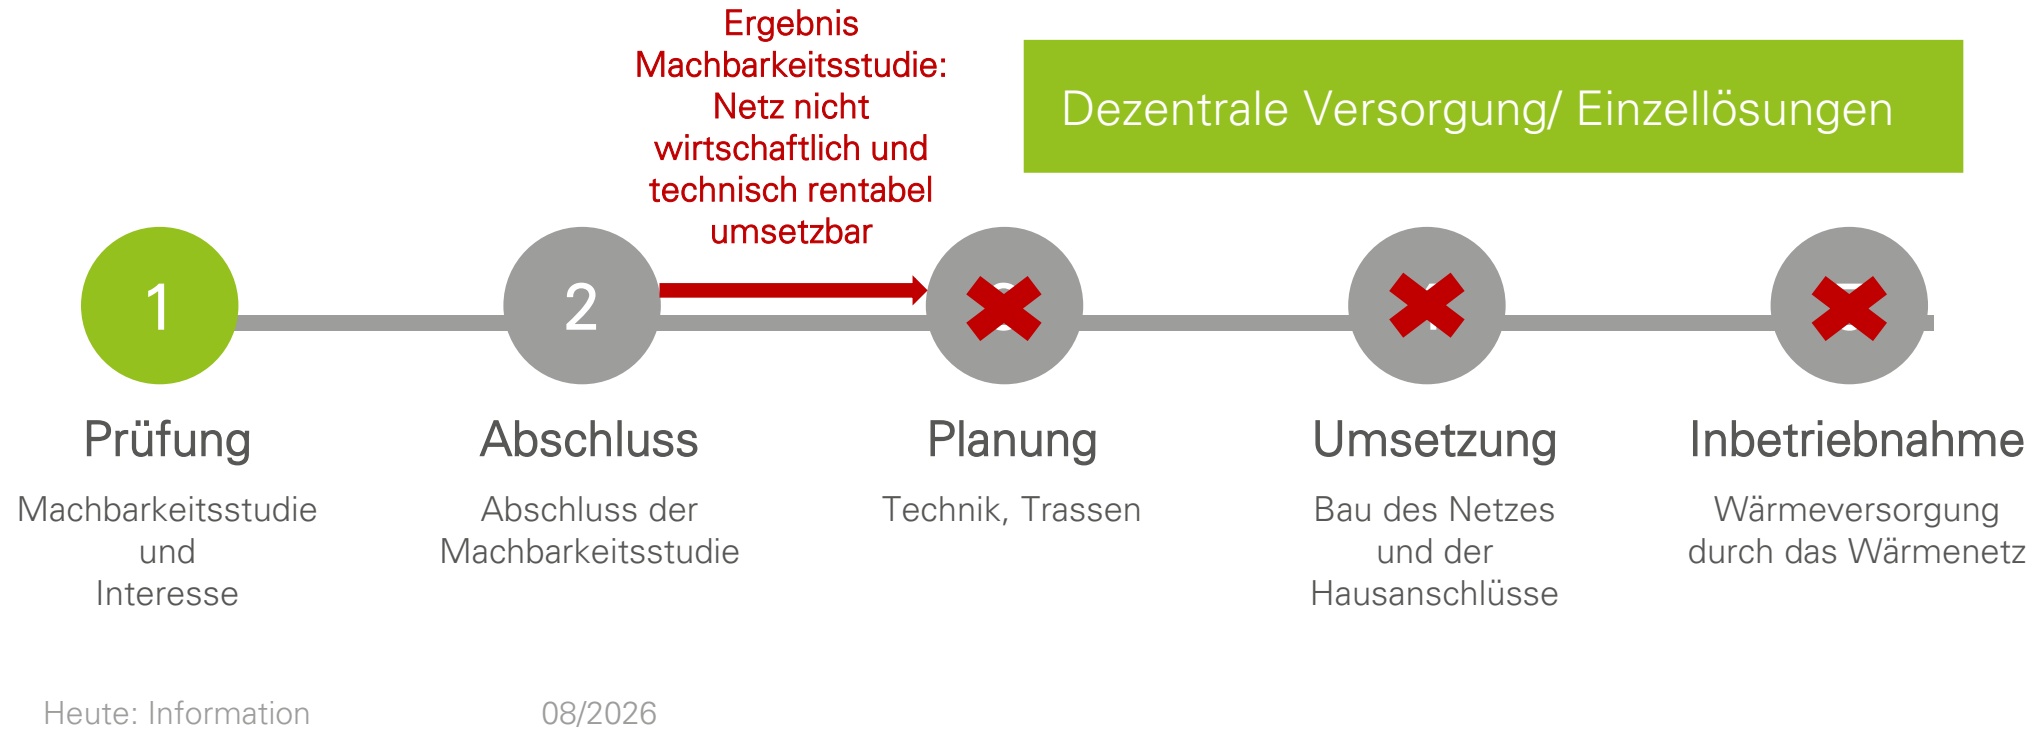 Ergebnis
Machbarkeitsstudie:
Netz nicht
wirtschaftlich und
technisch rentabel
umsetzbar
Dezentrale Versorgung/ Einzellösungen
1
2
Prüfung
Machbarkeitsstudie
und
Interesse
Abschluss
Abschluss der
Machbarkeitsstudie
Planung
Technik, Trassen
Umsetzung
Bau des Netzes
und der
Hausanschlüsse
Inbetriebnahme
Wärmeversorgung
durch das Wärmenetz
Heute: Information
08/2026